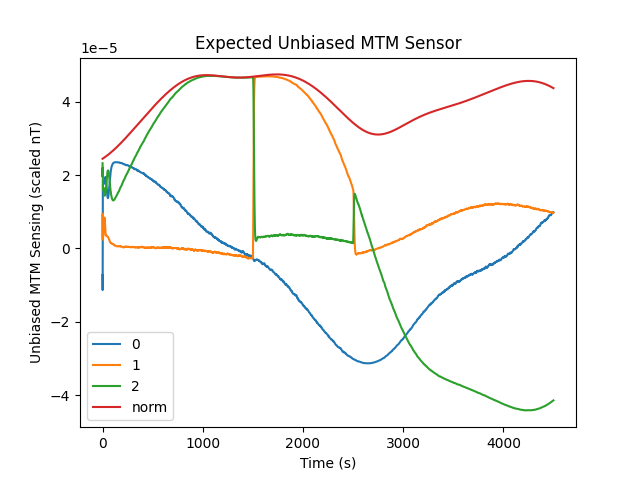 Expected Unbiased MTM Sensor
1e−5
4
2
0
−2
−4
Unbiased MTM Sensing (scaled nT)
0
1
2
norm
0
1000
2000
3000
4000
Time (s)